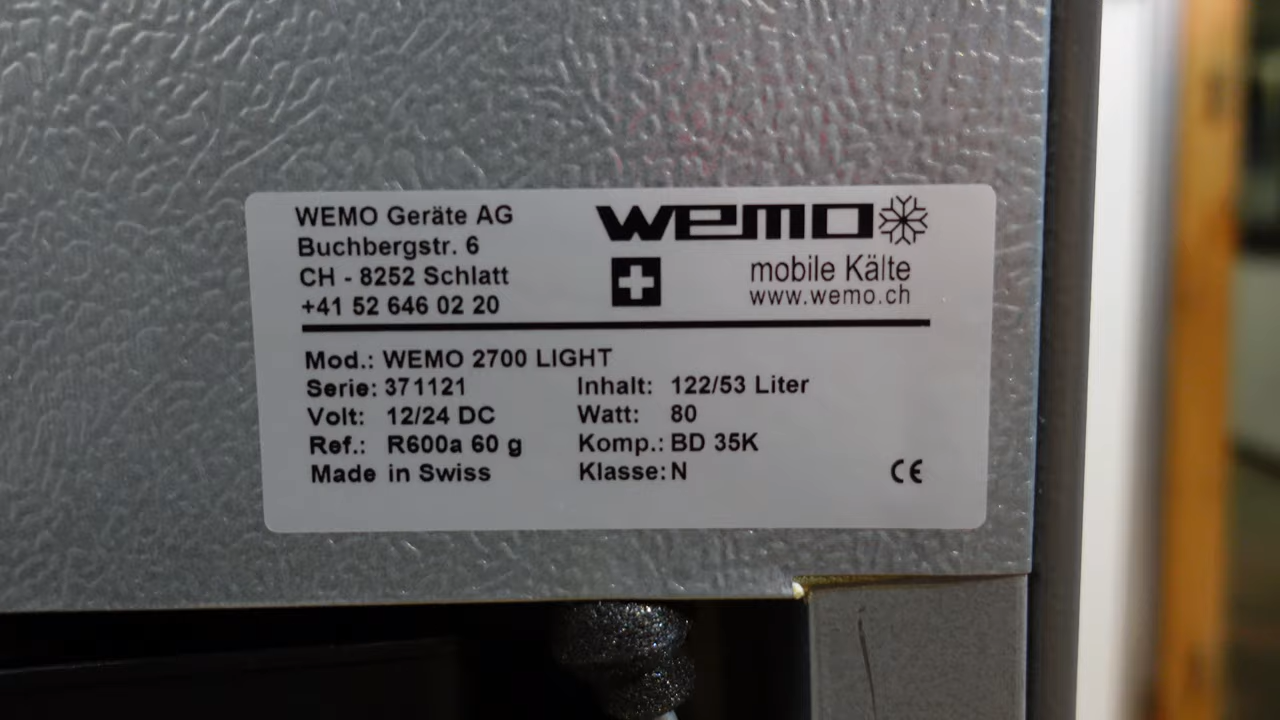 WEMO Geräte AG
Buchbergstr. 6
CH - 8252 Schlatt
+41 52 646 02 20
wemo
mobile Kälte
www.wemo.ch
Mod.: WEMO 2700 LIGHT
Serie: 371121 Inhalt: 122/53 Liter
Volt: 12/24 DC Watt: 80
Ref.: R600a 60 g Komp.: BD 35K
Made in Swiss Klasse: N
CE